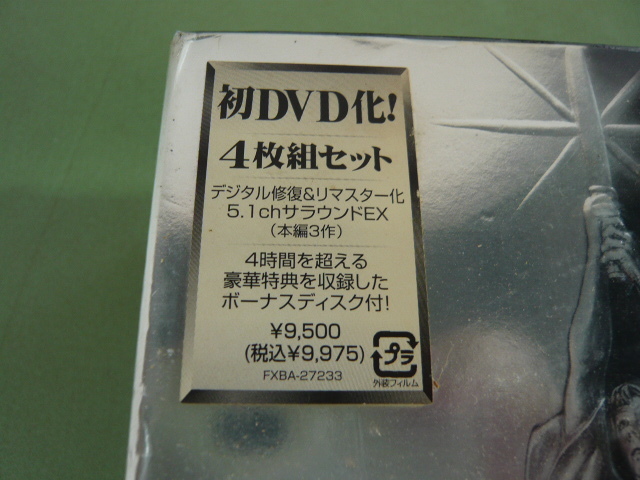 初DVD化!
4枚組セット
デジタル修復&リマスター化
5.1chサラウンドEX
(本編3作)
4時間を超える
豪華特典を収録した
ボーナスディスク付!
¥9,500
(税込¥9,975)
FXBA-27233
プラ
外装フィルム